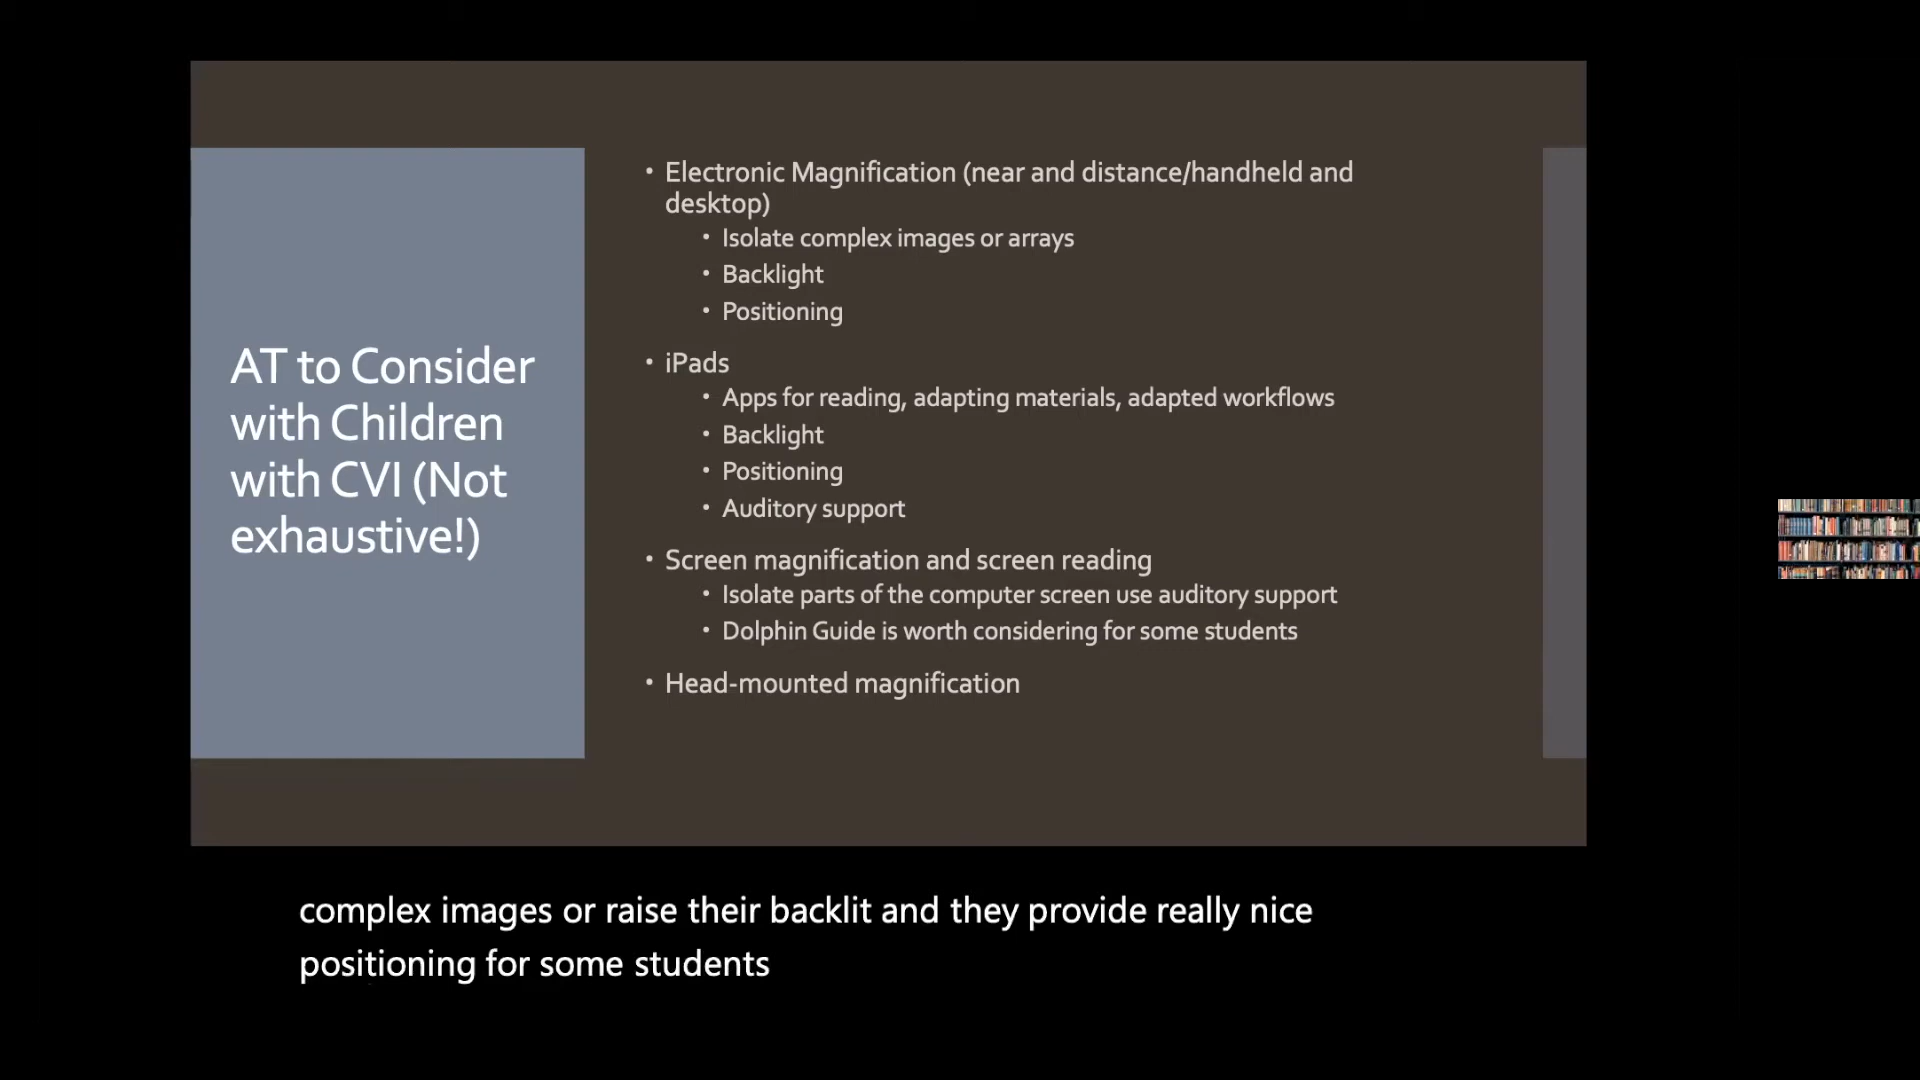 AT to Consider
with Children
with CVI (Not
exhaustive!)
• Electronic Magnification (near and distance/handheld and
desktop)
• Isolate complex images or arrays
• Backlight
• Positioning
• iPads
• Apps for reading, adapting materials, adapted workflows
• Backlight
• Positioning
• Auditory support
• Screen magnification and screen reading
• Isolate parts of the computer screen use auditory support
• Dolphin Guide is worth considering for some students
• Head-mounted magnification
complex images or raise their backlit and they provide really nice
positioning for some students